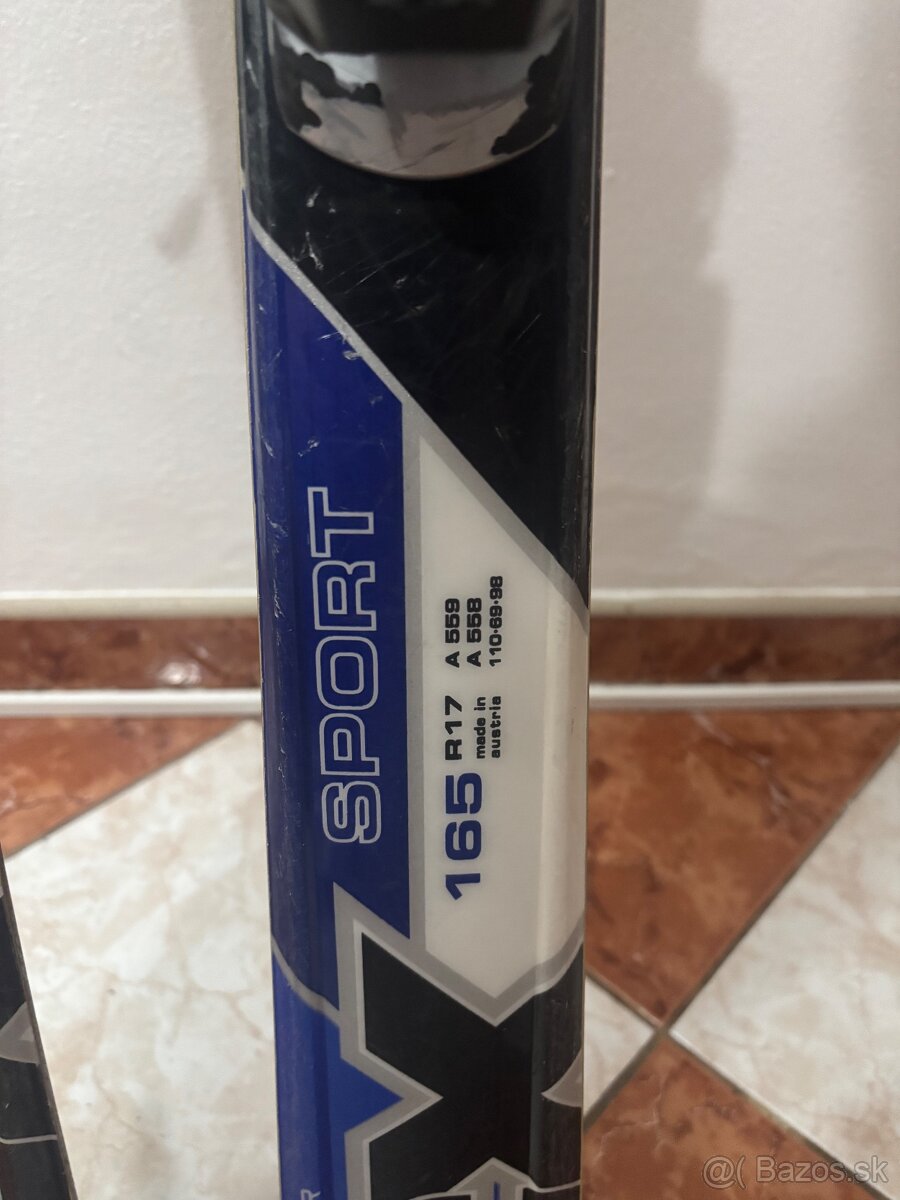 SPORT
165 R17 A 559
made in A 558
austria 110·69·98
R
@( Bazos.sk